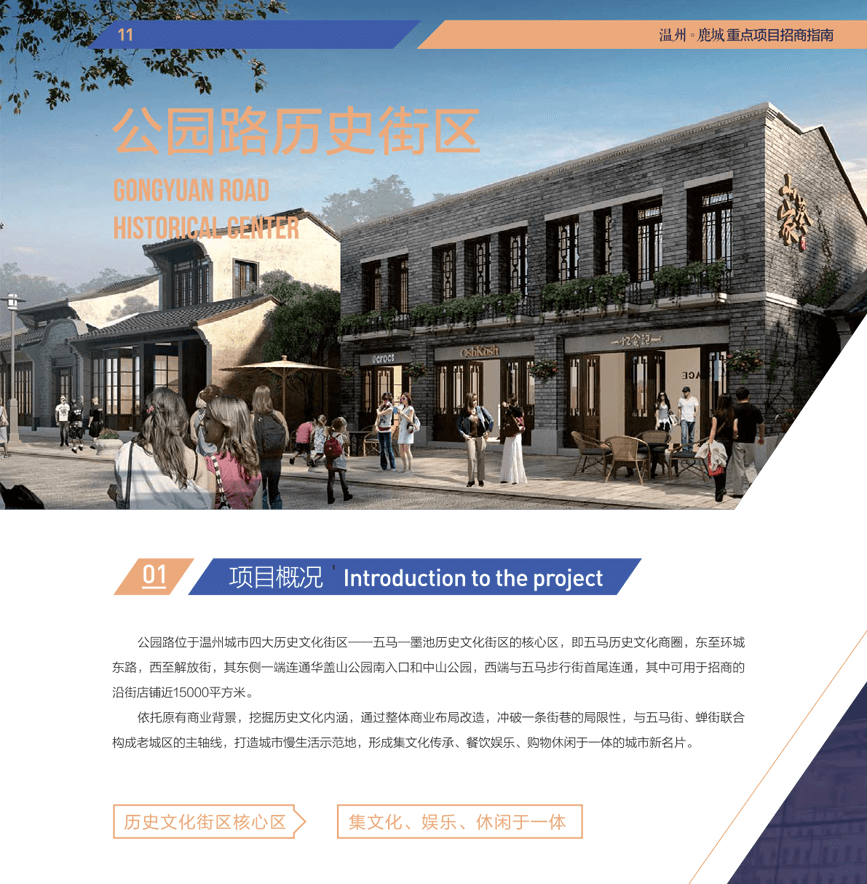 11
温州·鹿城 重点项目招商指南
公园路历史街区
GONGYUAN ROAD
HISTORICAL CENTER
crocs
OshKosh
01
项目概况 Introduction to the project
公园路位于温州城市四大历史文化街区——五马—墨池历史文化街区的核心区，即五马历史文化商圈，东至环城
东路，西至解放街，其东侧一端连通华盖山公园南入口和中山公园，西端与五马步行街首尾连通，其中可用于招商的
沿街店铺近15000平方米。
依托原有商业背景，挖掘历史文化内涵，通过整体商业布局改造，冲破一条街巷的局限性，与五马街、蝉街联合
构成老城区的主轴线，打造城市慢生活示范地，形成集文化传承、餐饮娱乐、购物休闲于一体的城市新名片。
历史文化街区核心区
集文化、娱乐、休闲于一体